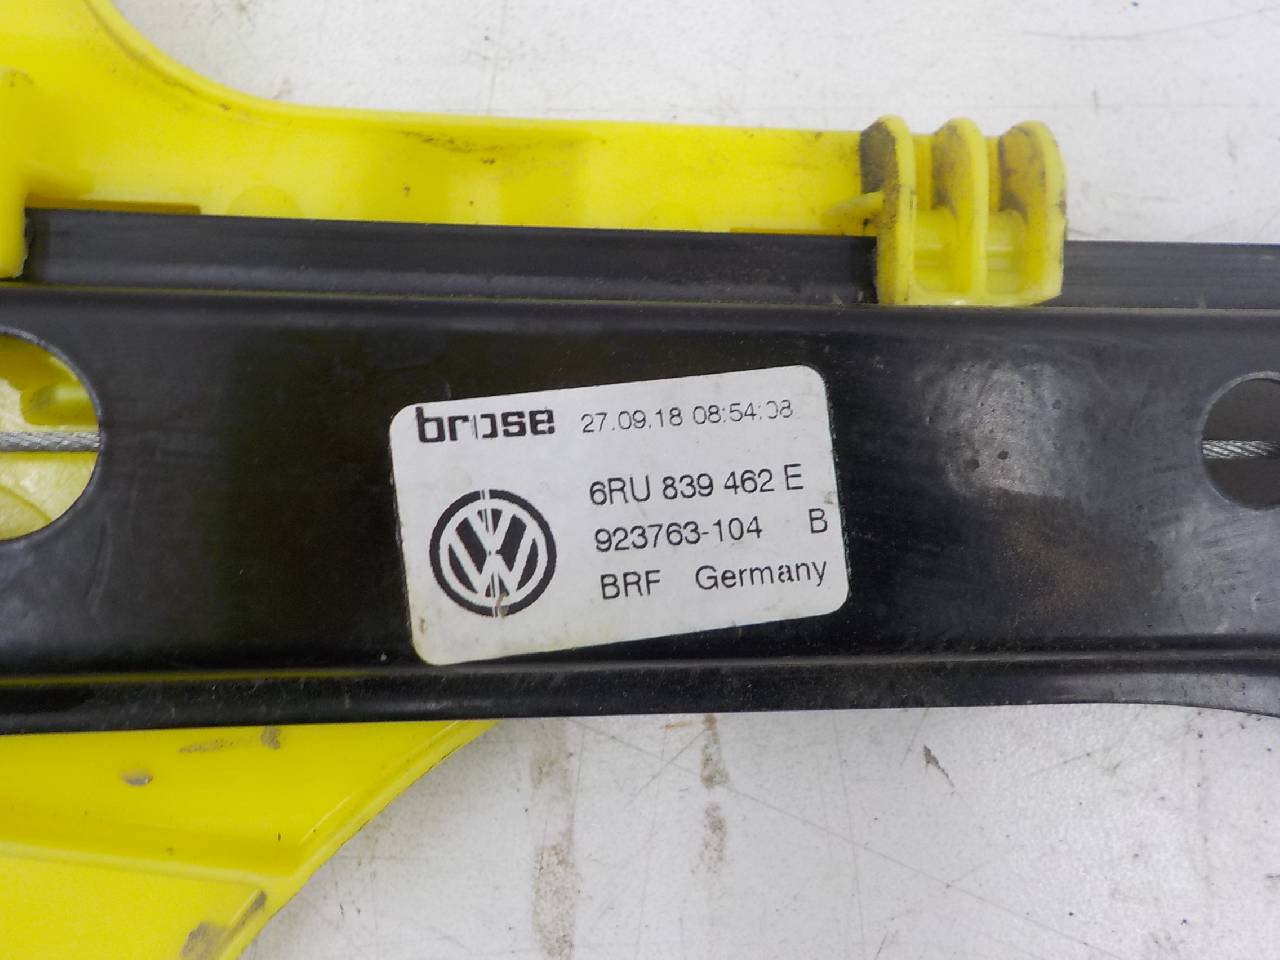 brose 27.09.18 08:54:08
6RU 839 462 E
923763-104 B
BRF Germany